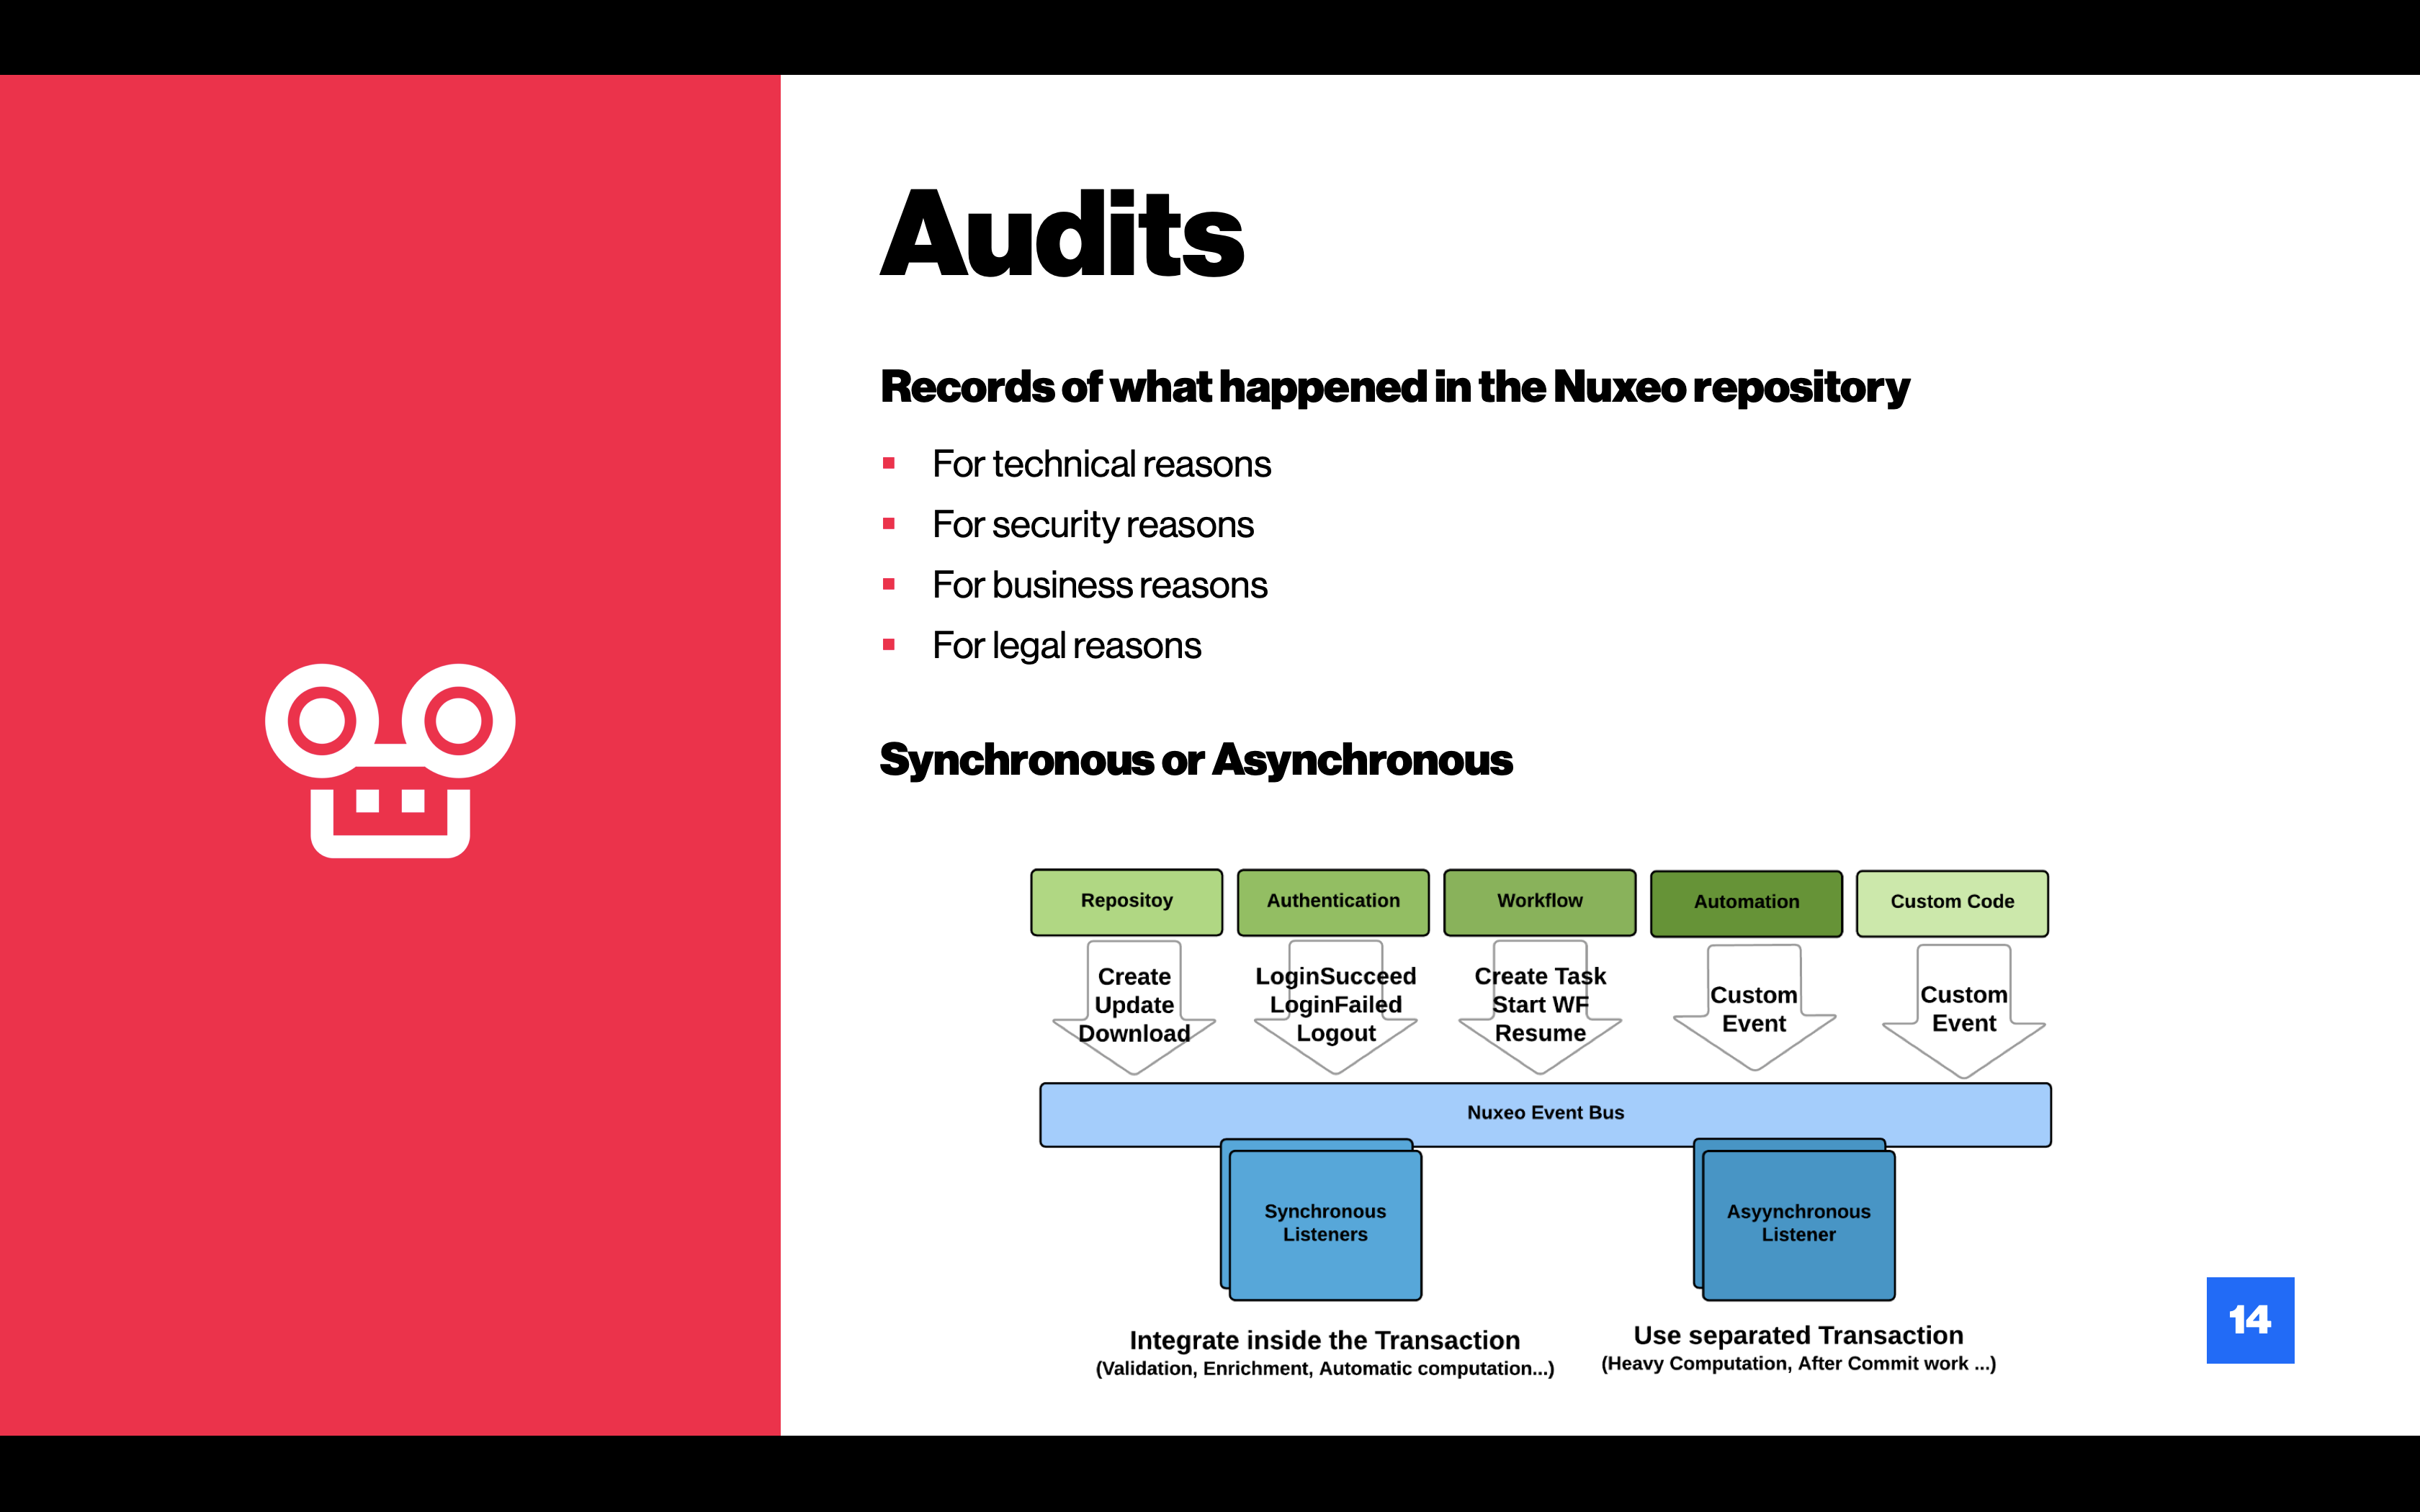 Audits
Records of what happened in the Nuxeo repository
For technical reasons
For security reasons
For business reasons
For legal reasons
Synchronous or Asynchronous
Repositoy
Authentication
Workflow
Automation
Custom Code
Create
Update
Download
LoginSucceed
LoginFailed
Logout
Create Task
Start WF
Resume
Custom
Event
Custom
Event
Nuxeo Event Bus
Synchronous
Listeners
Asyynchronous
Listener
Integrate inside the Transaction
(Validation, Enrichment, Automatic computation...)
Use separated Transaction
(Heavy Computation, After Commit work ...)
14